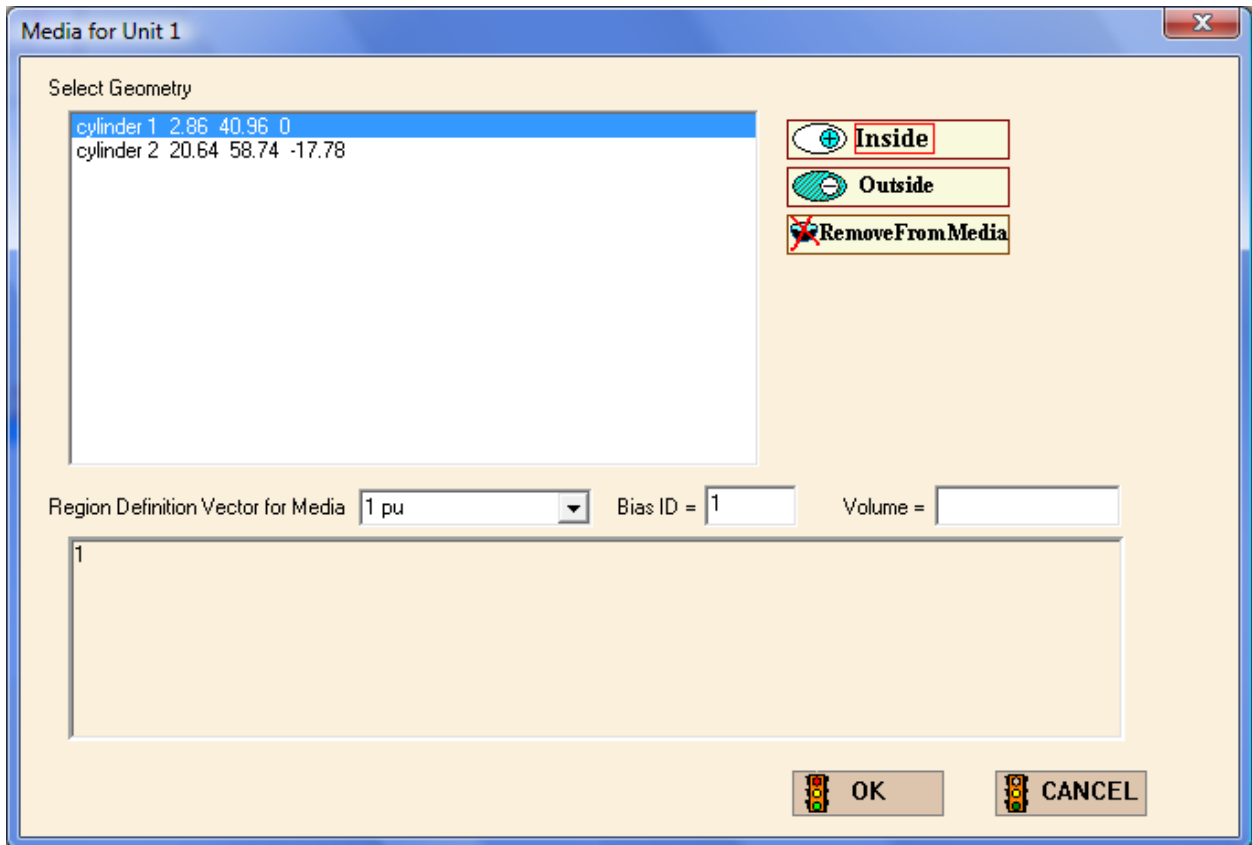 Media for Unit 1
Select Geometry
cylinder 1 2.86 40.96 0
cylinder 2 20.64 58.74 -17.78
Inside
Outside
RemoveFromMedia
Region Definition Vector for Media 1 pu Bias ID = 1 Volume =
1
OK CANCEL